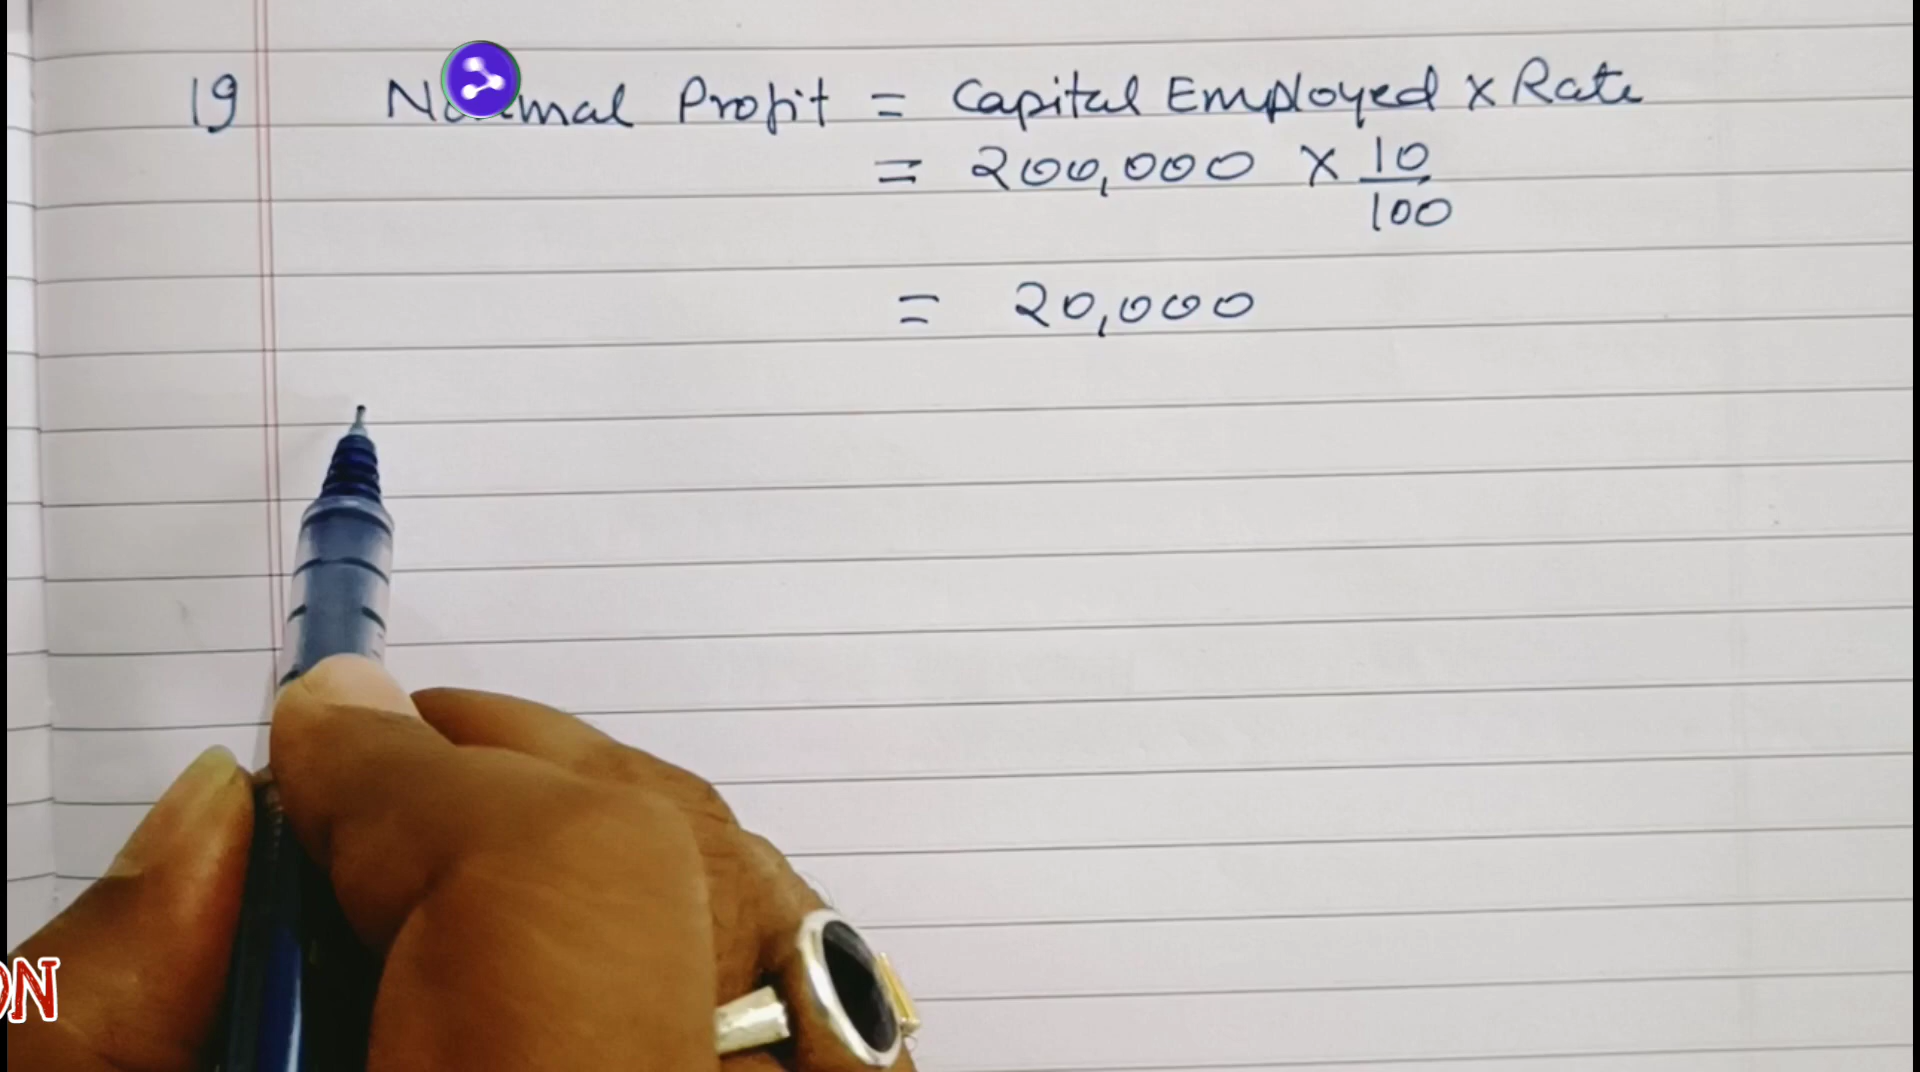 19 Normal Profit = Capital Employed × Rate
= 200,000 × 10/100
= 20,000
ON